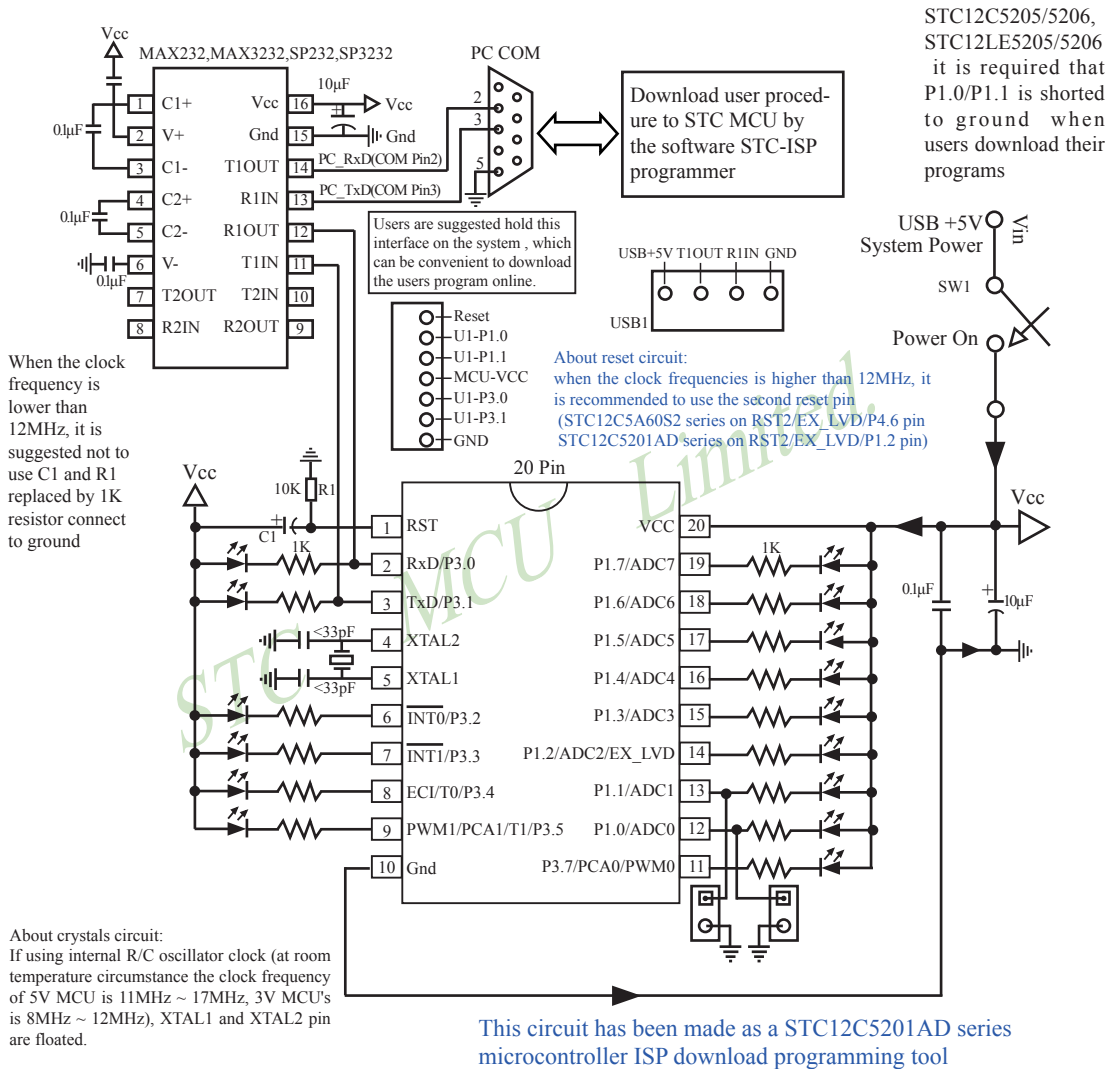 STC12C5205/5206,
STC12LE5205/5206
it is required that
P1.0/P1.1 is shorted
to ground when
users download their
programs
Vcc
MAX232,MAX3232,SP232,SP3232
PC COM
1 C1+
2 V+
3 C1-
4 C2+
5 C2-
6 V-
7 T2OUT
8 R2IN
Vcc 16
Gnd 15
T1OUT 14
R1IN 13
R1OUT 12
T1IN 11
T2IN 10
R2OUT 9
0.1µF
0.1µF
0.1µF
10µF
Vcc
Gnd
PC_RxD(COM Pin2)
PC_TxD(COM Pin3)
2
3
5
Download user proced-
ure to STC MCU by
the software STC-ISP
programmer
Users are suggested hold this
interface on the system , which
can be convenient to download
the users program online.
Reset
U1-P1.0
U1-P1.1
MCU-VCC
U1-P3.0
U1-P3.1
GND
USB+5V T1OUT R1IN GND
USB1
USB +5V
System Power
Vin
SW1
Power On
When the clock
frequency is
lower than
12MHz, it is
suggested not to
use C1 and R1
replaced by 1K
resistor connect
to ground
About reset circuit:
when the clock frequencies is higher than 12MHz, it
is recommended to use the second reset pin
(STC12C5A60S2 series on RST2/EX_LVD/P4.6 pin
STC12C5201AD series on RST2/EX_LVD/P1.2 pin)
STC MCU Limited.
20 Pin
Vcc
10K R1
C1
1K
<33pF
<33pF
1 RST
2 RxD/P3.0
3 TxD/P3.1
4 XTAL2
5 XTAL1
6 INT0/P3.2
7 INT1/P3.3
8 ECI/T0/P3.4
9 PWM1/PCA1/T1/P3.5
10 Gnd
VCC 20
P1.7/ADC7 19
P1.6/ADC6 18
P1.5/ADC5 17
P1.4/ADC4 16
P1.3/ADC3 15
P1.2/ADC2/EX_LVD 14
P1.1/ADC1 13
P1.0/ADC0 12
P3.7/PCA0/PWM0 11
1K
Vcc
0.1µF
10µF
About crystals circuit:
If using internal R/C oscillator clock (at room
temperature circumstance the clock frequency
of 5V MCU is 11MHz ~ 17MHz, 3V MCU's
is 8MHz ~ 12MHz), XTAL1 and XTAL2 pin
are floated.
This circuit has been made as a STC12C5201AD series
microcontroller ISP download programming tool